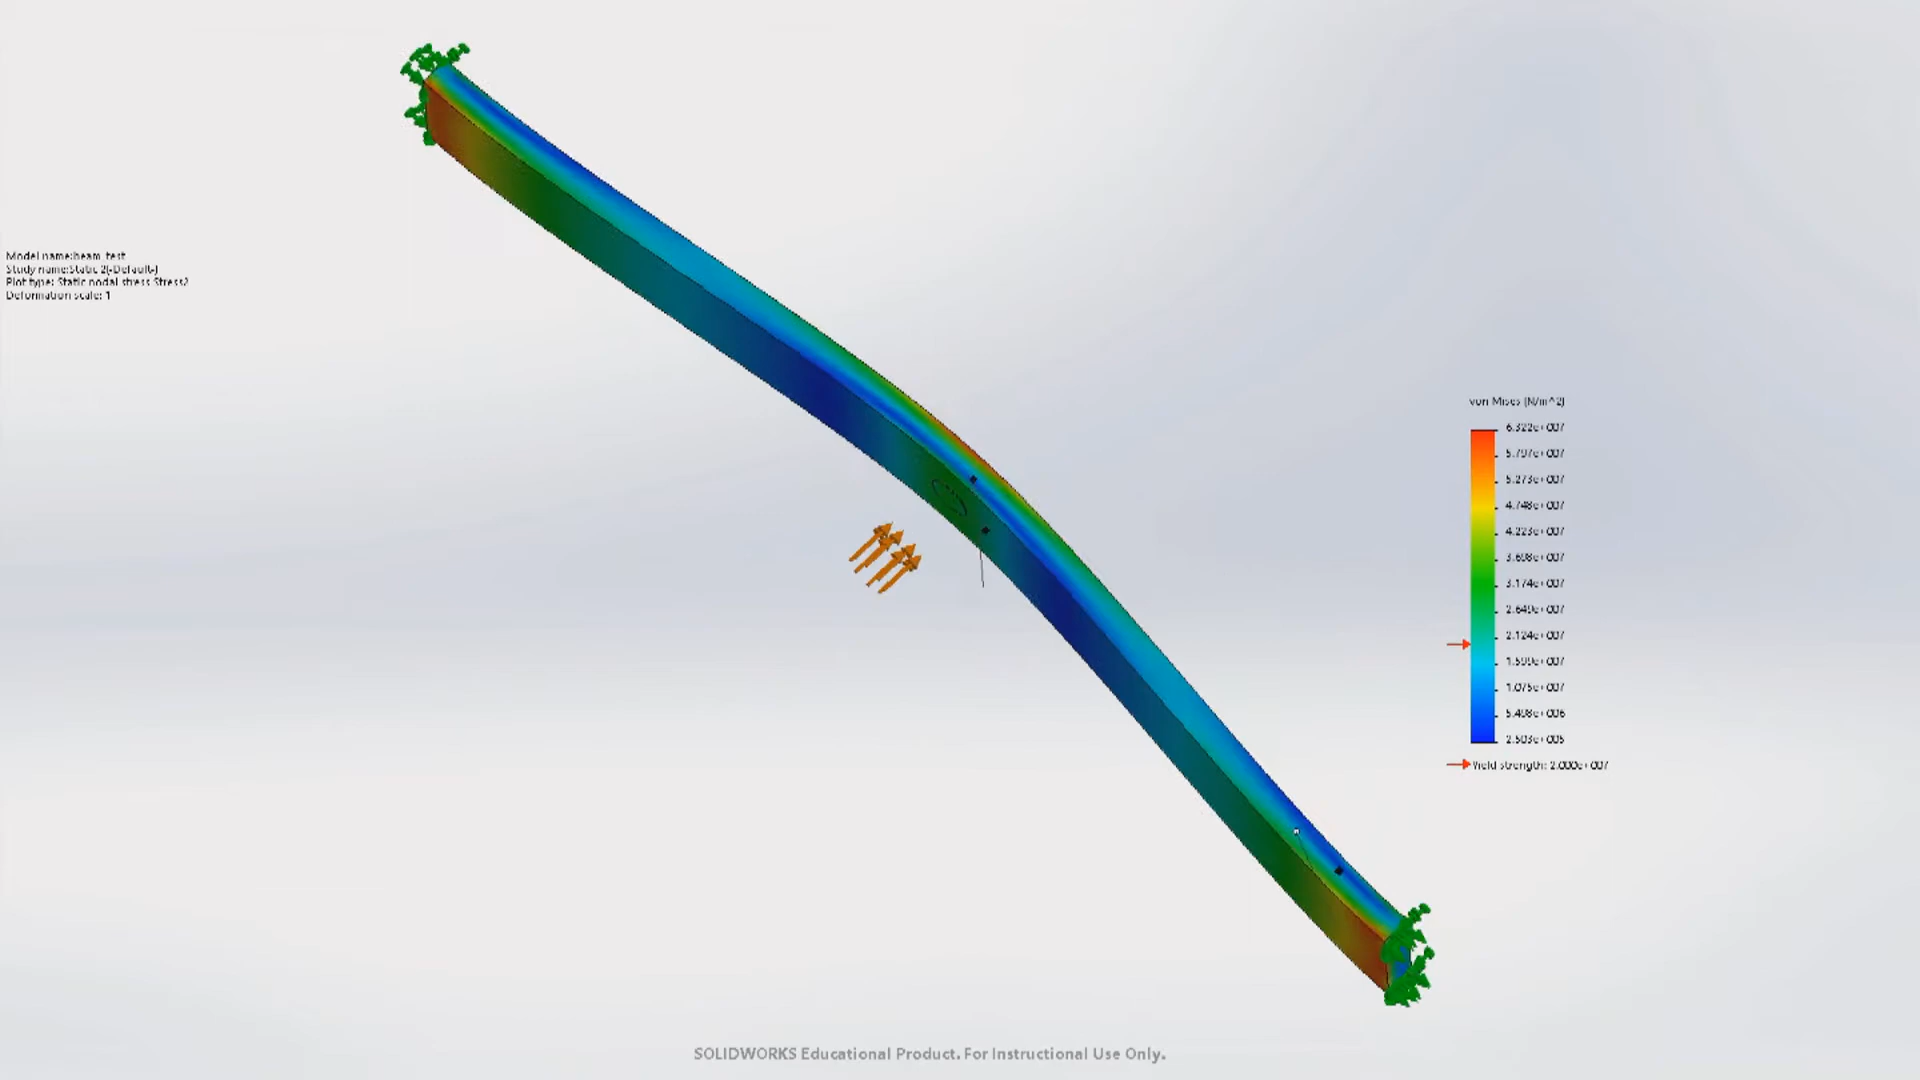 Model name:beam_test
Study name:Static 2(-Default-)
Plot type: Static nodal stress Stress2
Deformation scale: 1
von Mises (N/m^2)
6.322e+007
5.797e+007
5.273e+007
4.748e+007
4.223e+007
3.698e+007
3.174e+007
2.649e+007
2.124e+007
1.599e+007
1.075e+007
5.498e+006
2.503e+005
Yield strength: 2.000e+007
SOLIDWORKS Educational Product. For Instructional Use Only.